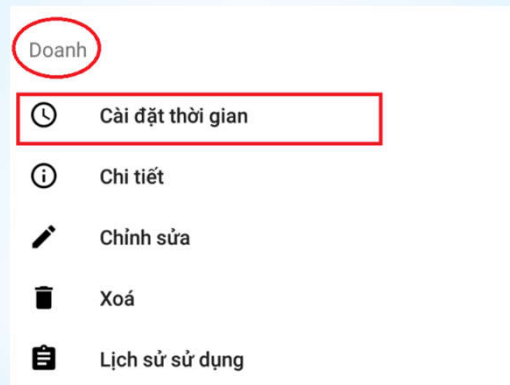 Doanh
Cài đặt thời gian
Chi tiết
Chỉnh sửa
Xoá
Lịch sử sử dụng